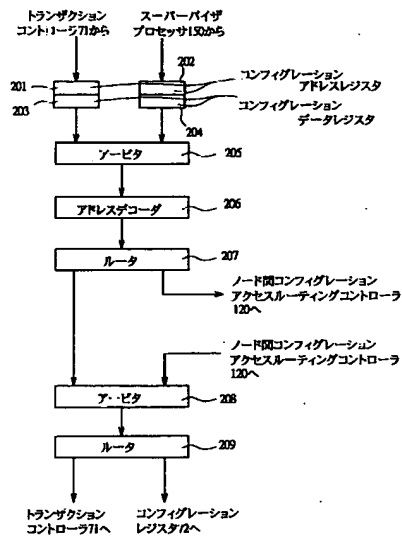 トランザクション
コントローラ71から
スーパーバイザ
プロセッサ150から
201
203
202
204
コンフィグレーション
アドレスレジスタ
コンフィグレーション
データレジスタ
アービタ
205
アドレスデコーダ
206
ルータ
207
ノード間コンフィグレーション
アクセスルーティングコントローラ
120へ
ノード間コンフィグレーション
アクセスルーティングコントローラ
120へ
アービタ
208
ルータ
209
トランザクション
コントローラ71へ
コンフィグレーション
レジスタ72へ